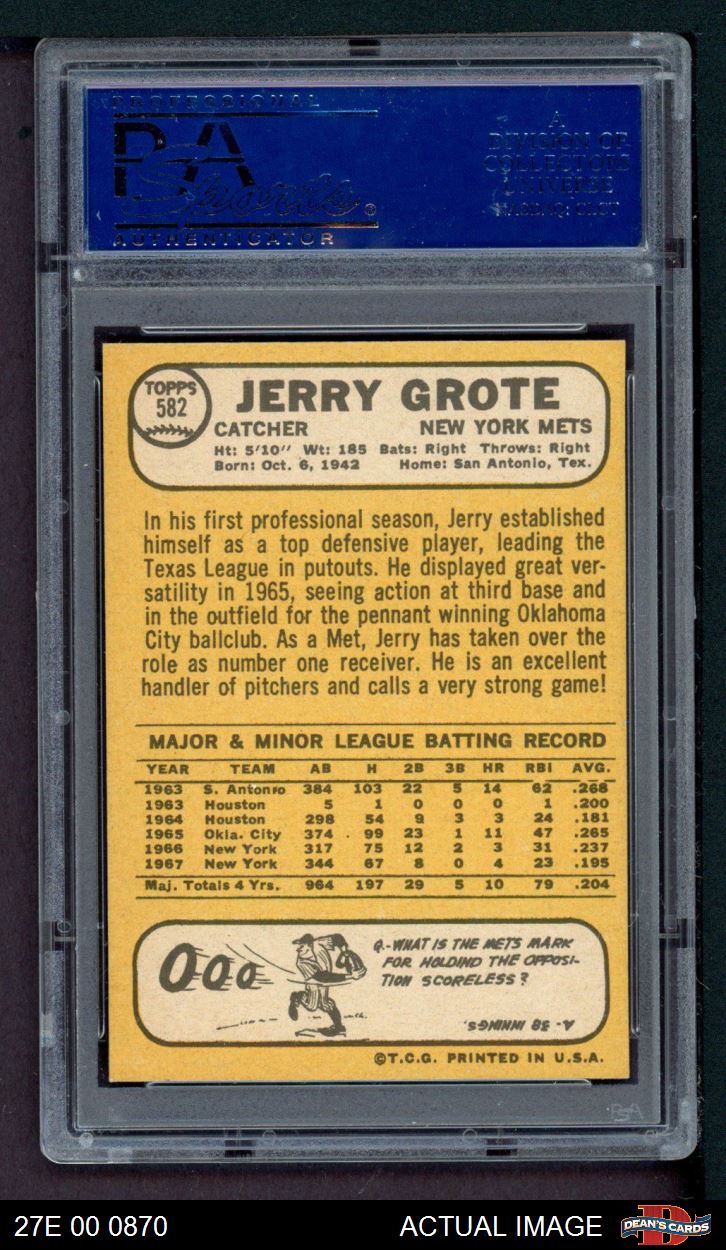 PROFESSIONAL
PSA
AUTHENTICATOR
A
DIVISION OF
COLLECTORS
UNIVERSE
NASDAQ: CLCT
TOPPS
582
JERRY GROTE
CATCHER NEW YORK METS
Ht: 5'10" Wt: 185 Bats: Right Throws: Right
Born: Oct. 6, 1942 Home: San Antonio, Tex.
In his first professional season, Jerry established
himself as a top defensive player, leading the
Texas League in putouts. He displayed great ver-
satility in 1965, seeing action at third base and
in the outfield for the pennant winning Oklahoma
City ballclub. As a Met, Jerry has taken over the
role as number one receiver. He is an excellent
handler of pitchers and calls a very strong game!
MAJOR & MINOR LEAGUE BATTING RECORD
YEAR TEAM AB H 2B 3B HR RBI AVG.
1963 S. Antonio 384 103 22 5 14 62 .268
1963 Houston 5 1 0 0 0 1 .200
1964 Houston 298 54 9 3 3 24 .181
1965 Okla. City 374 99 23 1 11 47 .265
1966 New York 317 75 12 2 3 31 .237
1967 New York 344 67 8 0 4 23 .195
Maj. Totals 4 Yrs. 964 197 29 5 10 79 .204
000
Q.-WHAT IS THE METS MARK
FOR HOLDIND THE OPPOSI-
TION SCORELESS?
A- 38 INNINGS.
©T.C.G. PRINTED IN U.S.A.
PSA
27E 00 0870 ACTUAL IMAGE
D
DEAN'S CARDS